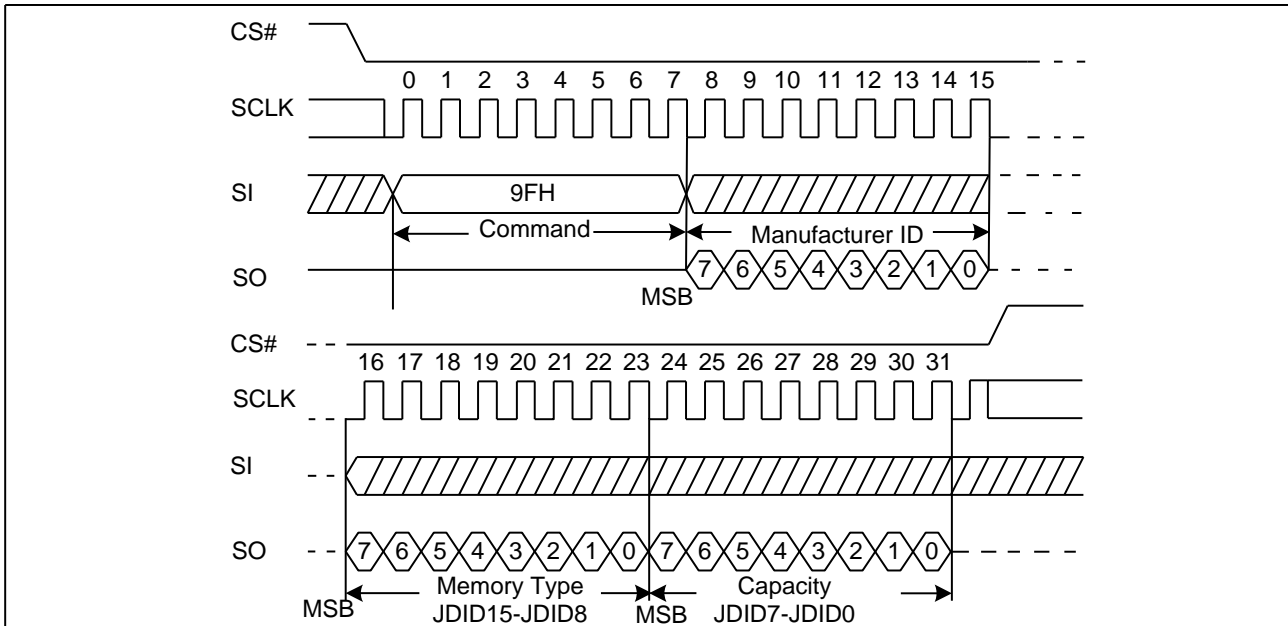 CS#
0 1 2 3 4 5 6 7 8 9 10 11 12 13 14 15
SCLK
SI 9FH
Command Manufacturer ID
SO 7 6 5 4 3 2 1 0
MSB
CS#
16 17 18 19 20 21 22 23 24 25 26 27 28 29 30 31
SCLK
SI
SO 7 6 5 4 3 2 1 0 7 6 5 4 3 2 1 0
Memory Type Capacity
MSB JDID15-JDID8 MSB JDID7-JDID0